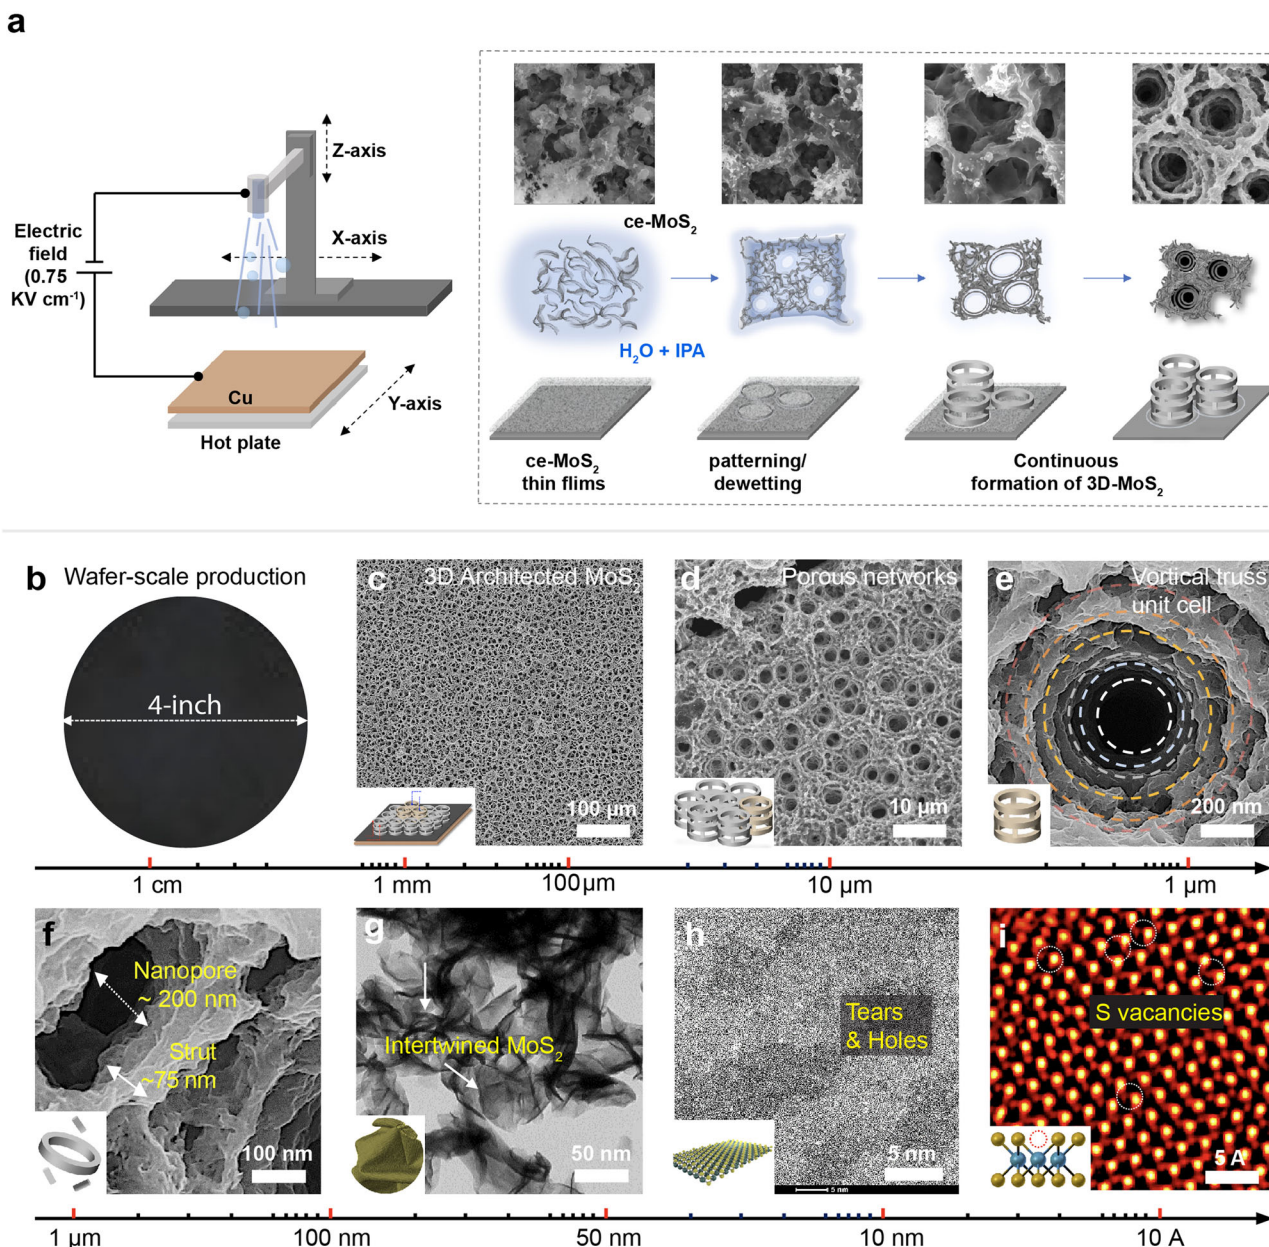 a
Z-axis
X-axis
Electric
field
(0.75
KV cm⁻¹)
Cu
Y-axis
Hot plate
ce-MoS₂
H₂O + IPA
ce-MoS₂
thin flims
patterning/
dewetting
Continuous
formation of 3D-MoS₂
b Wafer-scale production
4-inch
c 3D Architected MoS₂
100 µm
d Porous networks
10 µm
e Vortical truss
unit cell
200 nm
1 cm 1 mm 100µm 10 µm 1 µm
f
Nanopore
~ 200 nm
Strut
~75 nm
100 nm
g
Intertwined MoS₂
50 nm
h
Tears
& Holes
5 nm
5 nm
i
S vacancies
5 A
1 µm 100 nm 50 nm 10 nm 10 A